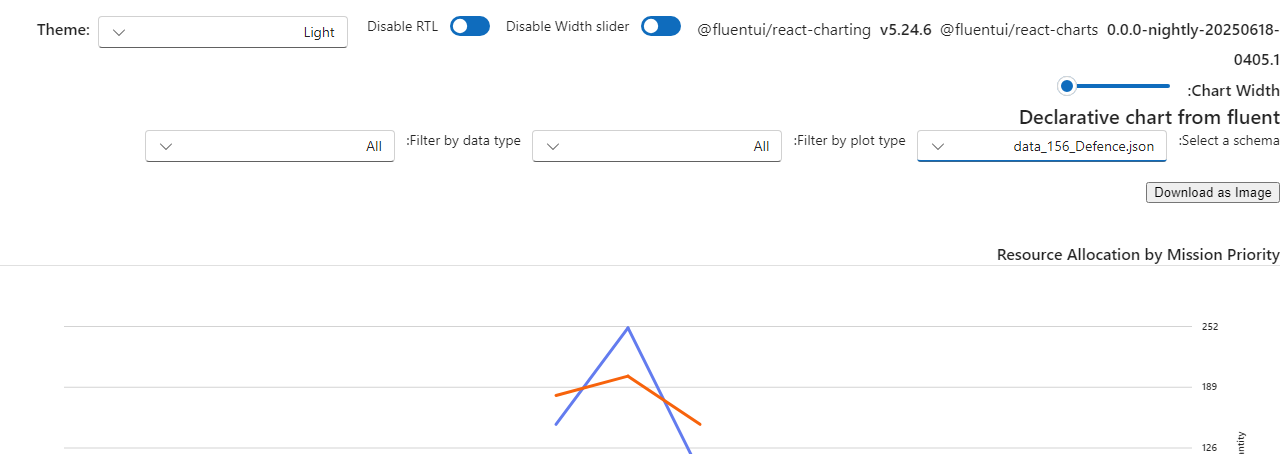 Theme: Light Disable RTL Disable Width slider @fluentui/react-charting v5.24.6 @fluentui/react-charts 0.0.0-nightly-20250618-
0405.1
:Chart Width
Declarative chart from fluent
:Select a schema data_156_Defence.json :Filter by plot type All :Filter by data type All
Download as Image
Resource Allocation by Mission Priority
252
189
126